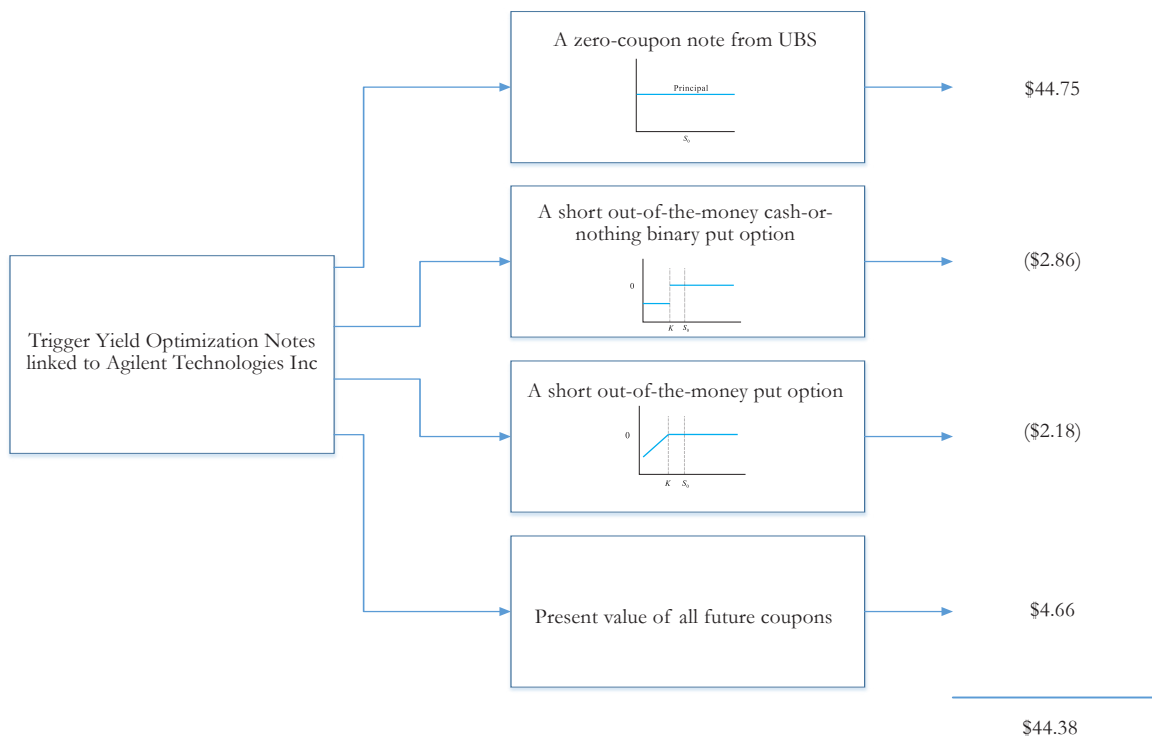 A zero-coupon note from UBS
Principal
S₀
$44.75
A short out-of-the-money cash-or-
nothing binary put option
0
K
S₀
($2.86)
Trigger Yield Optimization Notes
linked to Agilent Technologies Inc
A short out-of-the-money put option
0
K
S₀
($2.18)
Present value of all future coupons
$4.66
$44.38